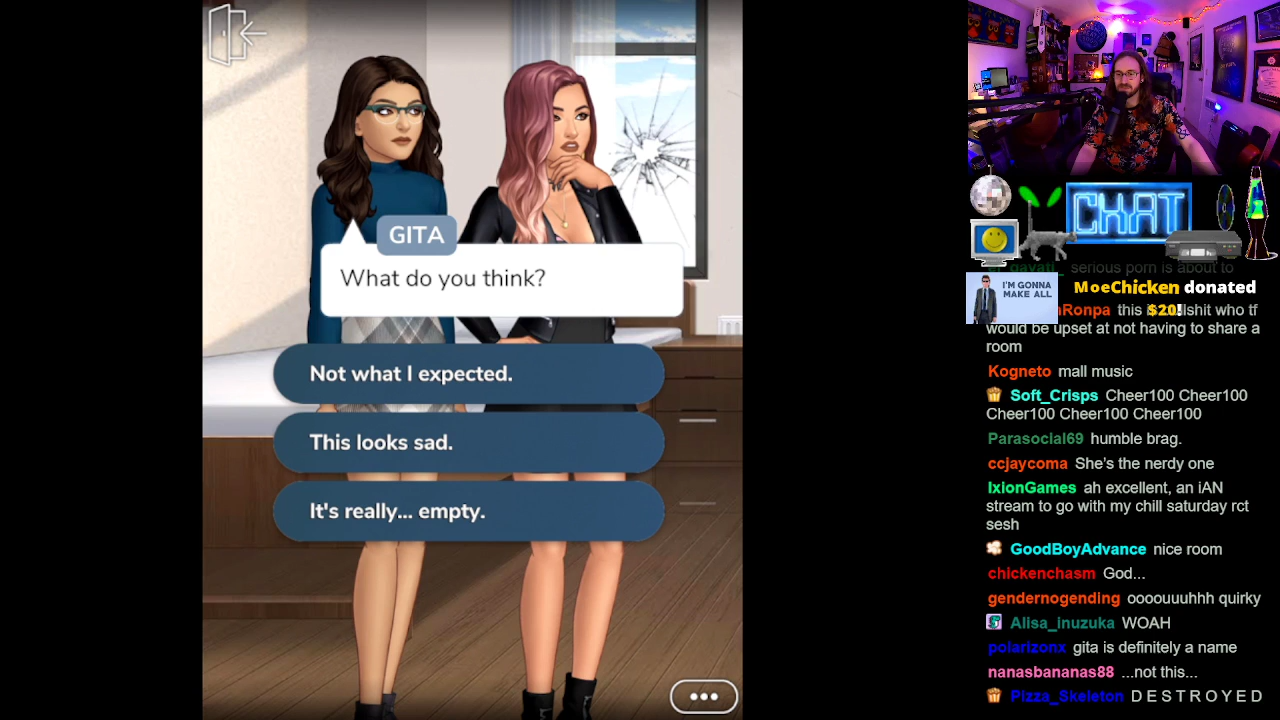 GITA
What do you think?
Not what I expected.
This looks sad.
It's really... empty.
CHAT
serious porn is about to
I'M GONNA
MAKE ALL
MoeChicken donated
$20!
this
who tf
would be upset at not having to share a
room
Kogneto mall music
Soft_Crisps Cheer100 Cheer100
Cheer100 Cheer100 Cheer100
Parasocial69 humble brag.
ccjaycoma She's the nerdy one
IxionGames ah excellent, an iAN
stream to go with my chill saturday rct
sesh
GoodBoyAdvance nice room
chickenchasm God...
gendernogending oooouuuhhh quirky
Alisa_inuzuka WOAH
polarizonx gita is definitely a name
nanasbananas88 ...not this...
Pizza_Skeleton D E S T R O Y E D